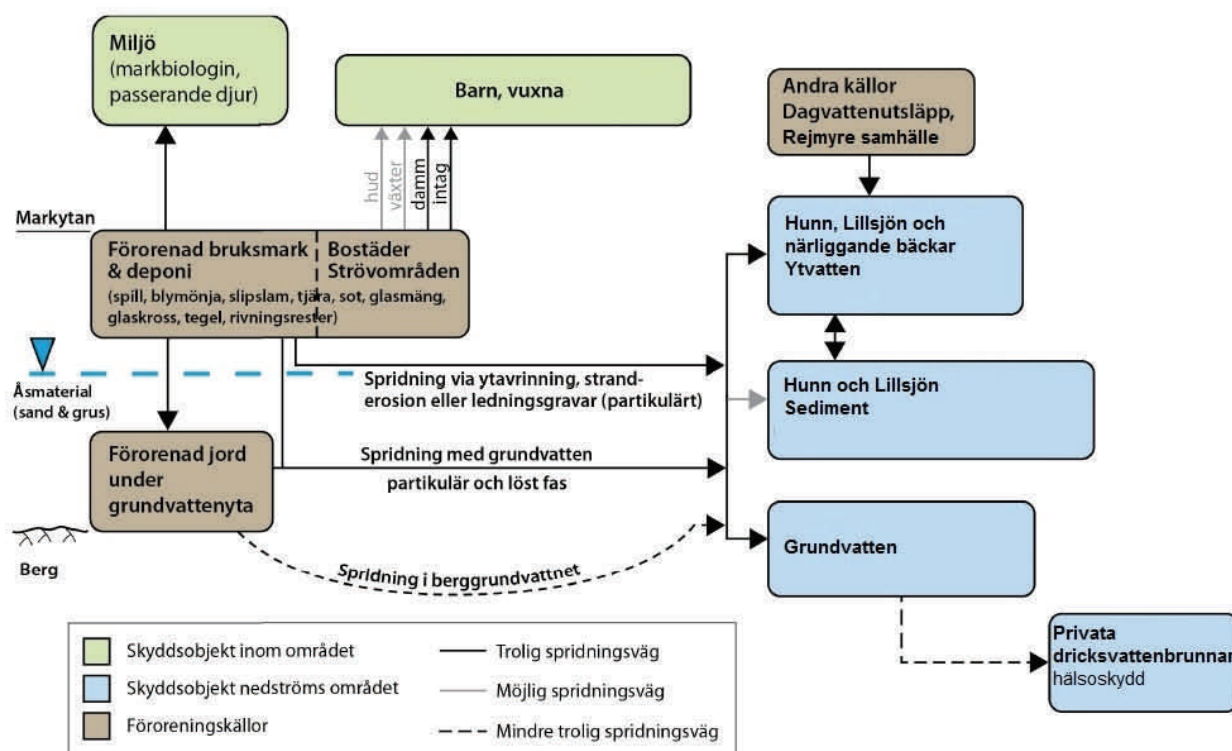 Miljö
(markbiologin,
passerande djur)
Barn, vuxna
Andra källor
Dagvattenutsläpp,
Rejmyre samhälle
hud
växter
damm
intag
Markytan
Förorenad bruksmark
& deponi
(spill, blymönja, slipslam, tjära, sot, glasmäng,
glaskross, tegel, rivningsrester)
Bostäder
Strövområden
Hunn, Lillsjön och
närliggande bäckar
Ytvatten
Åsmaterial
(sand & grus)
Spridning via ytavrinning, strand-
erosion eller ledningsgravar (partikulärt)
Hunn och Lillsjön
Sediment
Förorenad jord
under
grundvattenyta
Spridning med grundvatten
partikulär och löst fas
Berg
Spridning i berggrundvattnet
Grundvatten
Privata
dricksvattenbrunnar
hälsoskydd
Skyddsobjekt inom området
Skyddsobjekt nedströms området
Föroreningskällor
Trolig spridningsväg
Möjlig spridningsväg
Mindre trolig spridningsväg